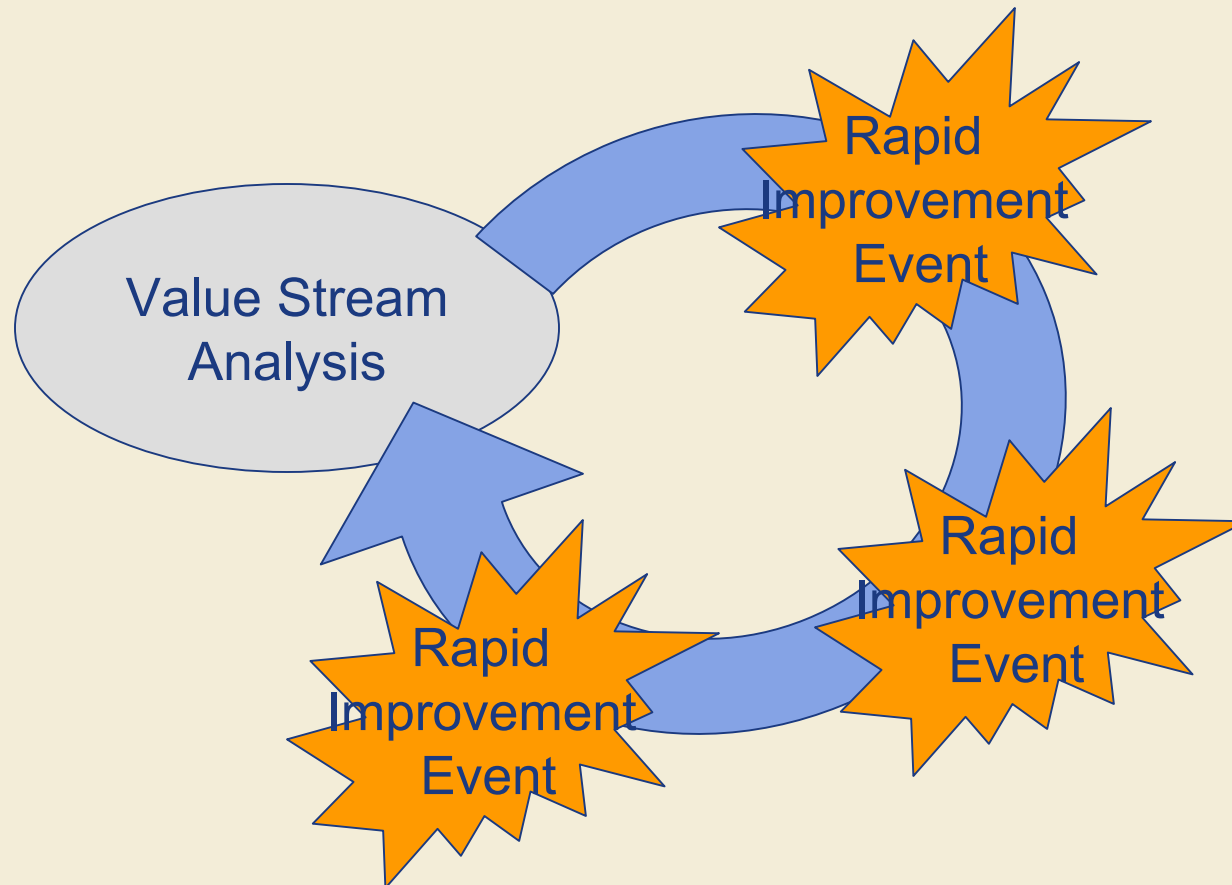 Value Stream
Analysis
Rapid
Improvement
Event
Rapid
Improvement
Event
Rapid
Improvement
Event